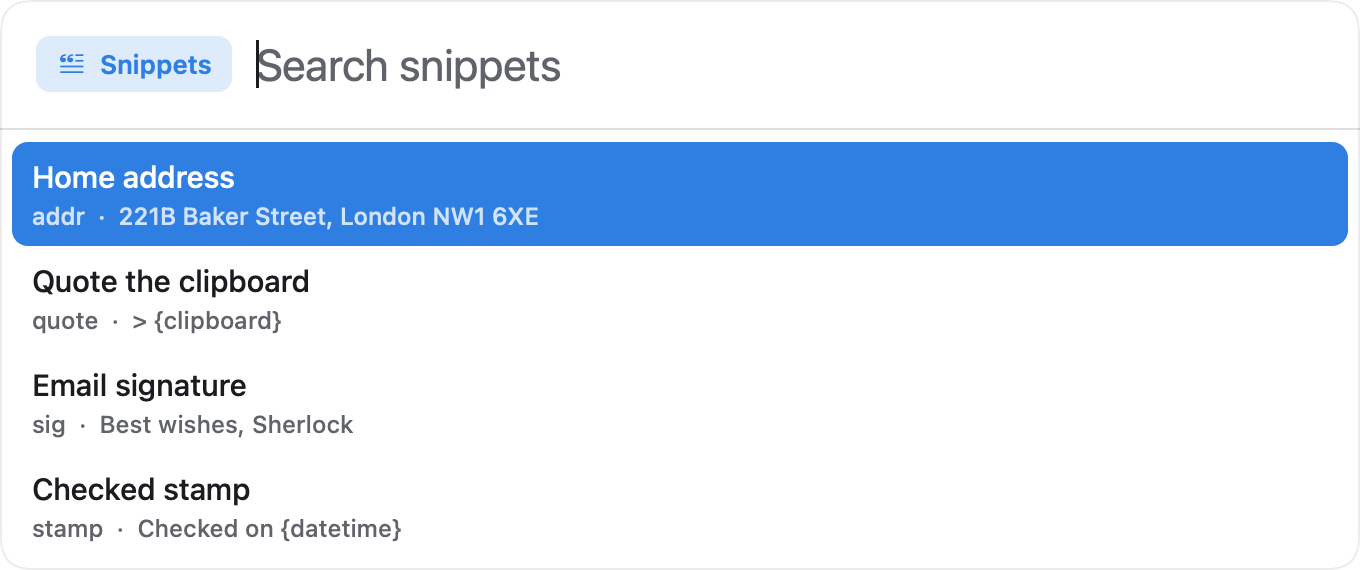 Snippets
Search snippets
Home address
addr · 221B Baker Street, London NW1 6XE
Quote the clipboard
quote · > {clipboard}
Email signature
sig · Best wishes, Sherlock
Checked stamp
stamp · Checked on {datetime}